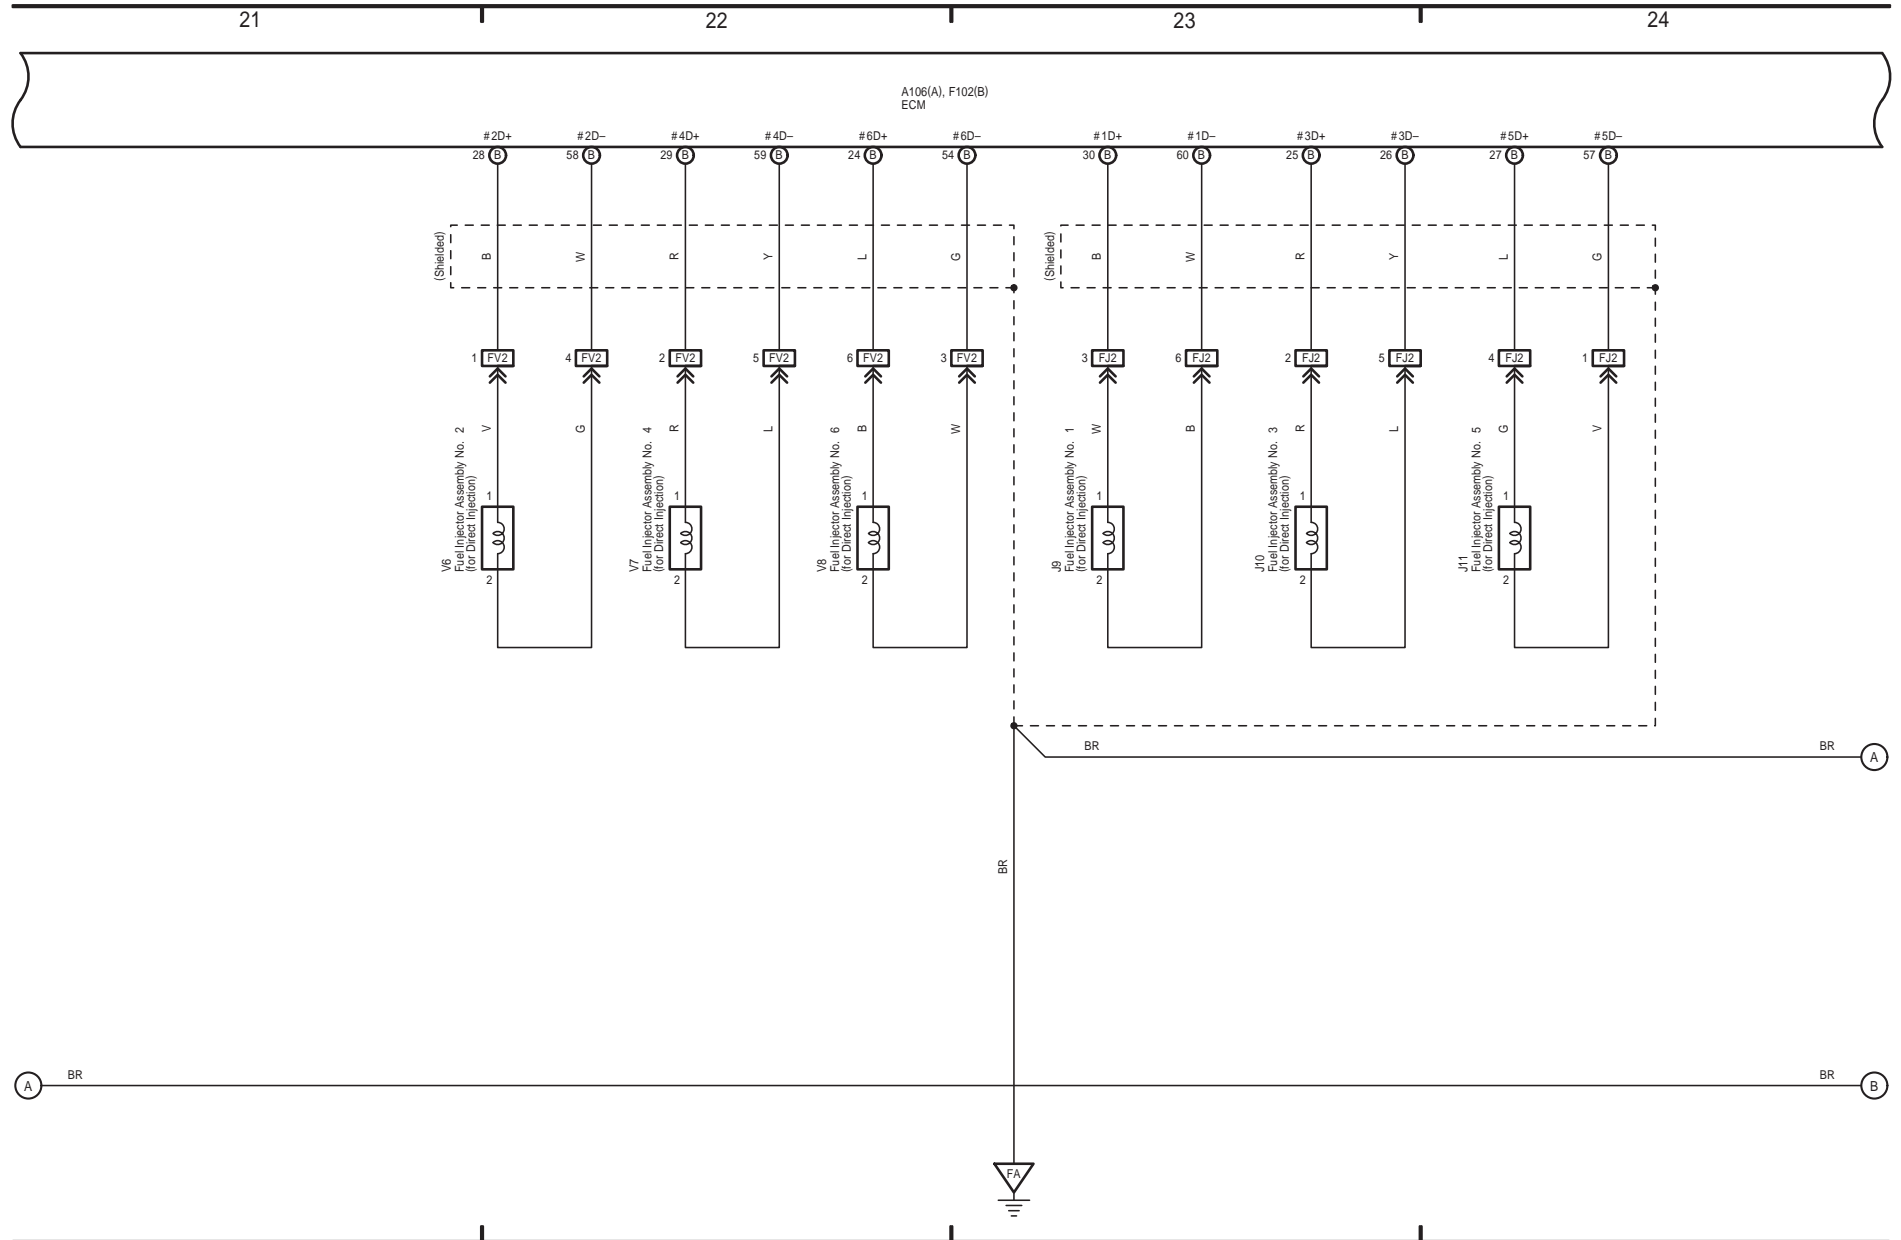 21 22 23 24
A106(A), F102(B)
ECM
#2D+ #2D– #4D+ #4D– #6D+ #6D– #1D+ #1D– #3D+ #3D– #5D+ #5D–
28 B 58 B 29 B 59 B 24 B 54 B 30 B 60 B 25 B 26 B 27 B 57 B
(Shielded) B W R Y L G (Shielded) B W R Y L G
1 FV2 4 FV2 2 FV2 5 FV2 6 FV2 3 FV2 3 FJ2 6 FJ2 2 FJ2 5 FJ2 4 FJ2 1 FJ2
V G R L B W W B R L G V
V6
Fuel Injector Assembly No. 2
(for Direct Injection)
1
2
V7
Fuel Injector Assembly No. 4
(for Direct Injection)
1
2
V8
Fuel Injector Assembly No. 6
(for Direct Injection)
1
2
J9
Fuel Injector Assembly No. 1
(for Direct Injection)
1
2
J10
Fuel Injector Assembly No. 3
(for Direct Injection)
1
2
J11
Fuel Injector Assembly No. 5
(for Direct Injection)
1
2
BR BR A
BR
A BR BR B
FA